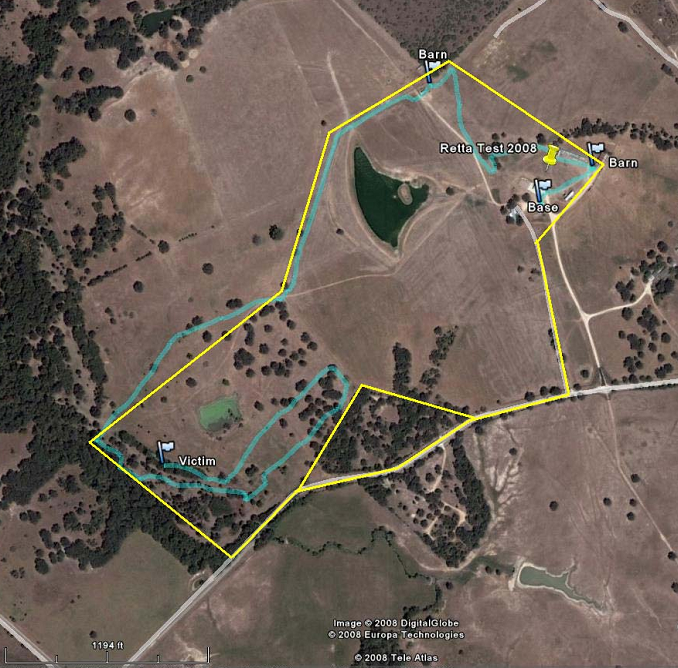 Barn
Retta Test 2008
Barn
Base
Victim
Image © 2008 DigitalGlobe
© 2008 Europa Technologies
© 2008 Tele Atlas
1194 ft